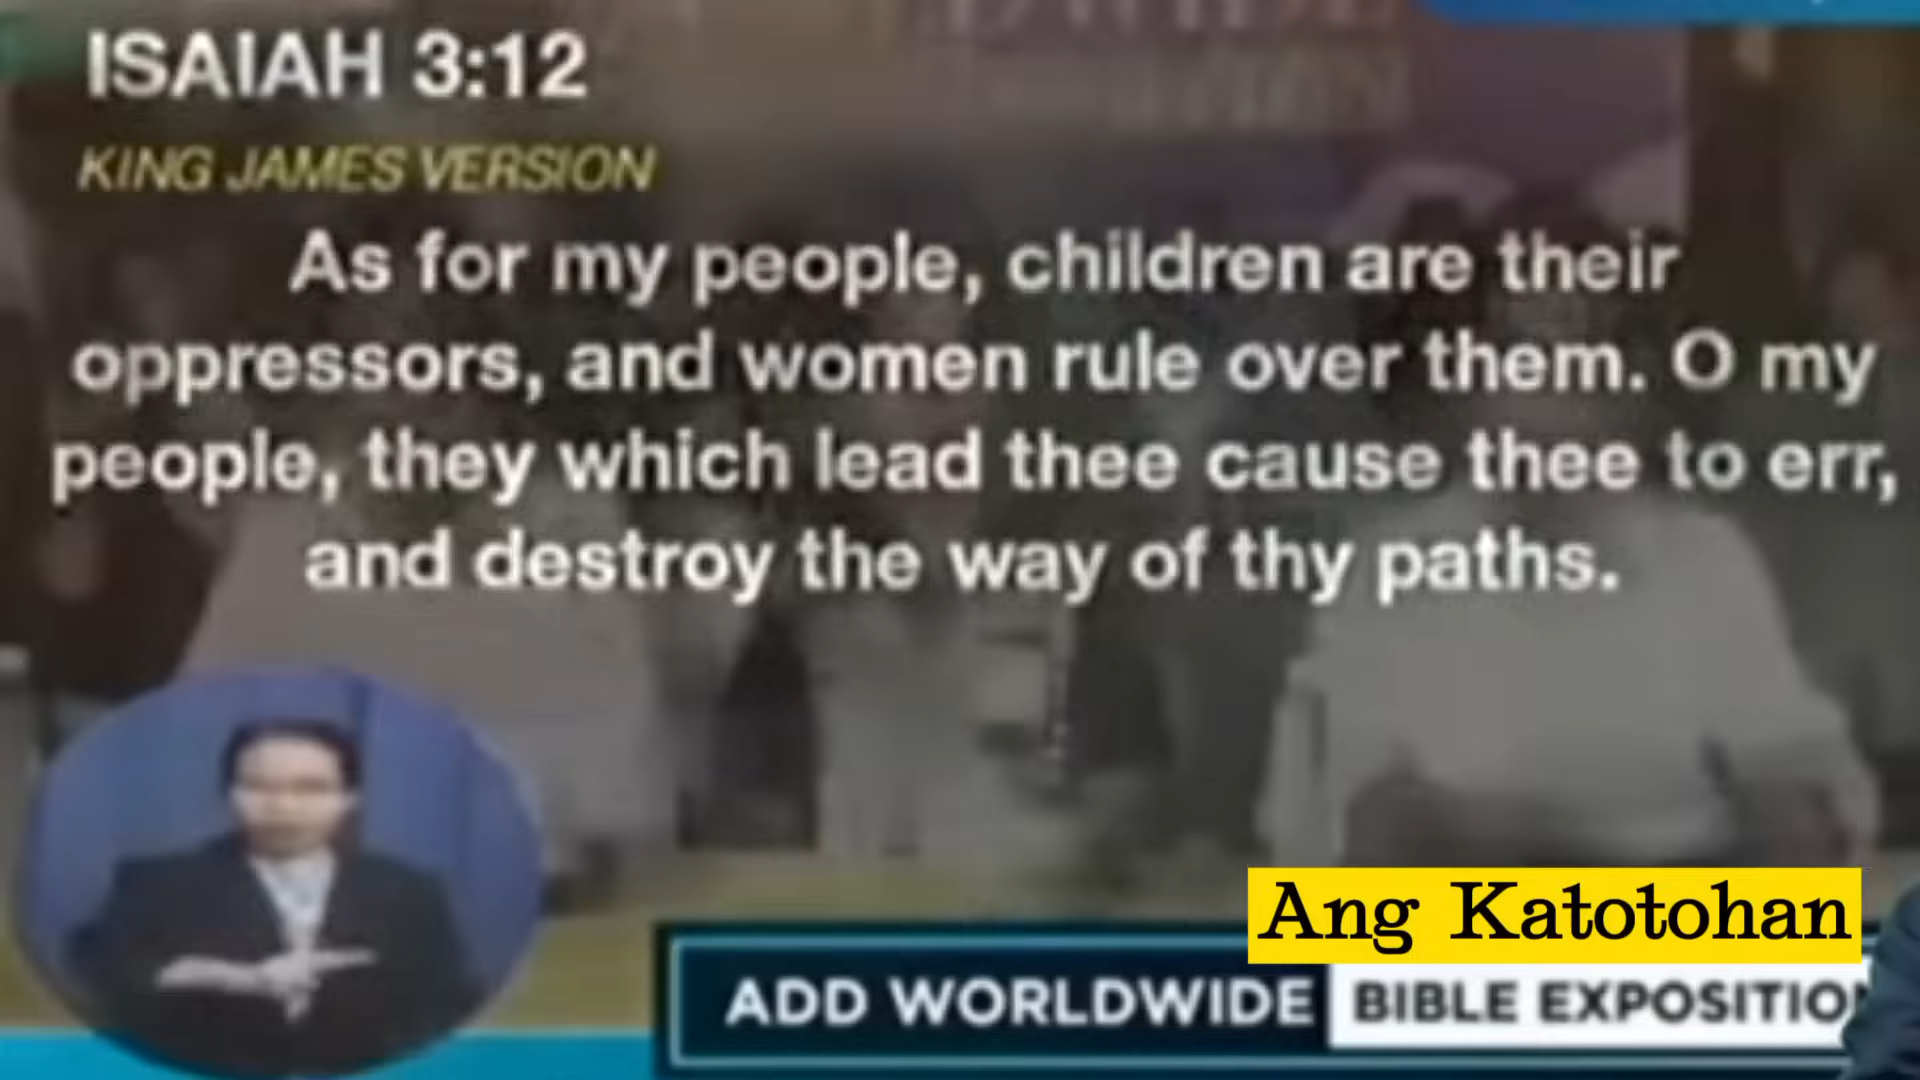 ISAIAH 3:12
KING JAMES VERSION
As for my people, children are their
oppressors, and women rule over them. O my
people, they which lead thee cause thee to err,
and destroy the way of thy paths.
Ang Katotohan
ADD WORLDWIDE BIBLE EXPOSITION